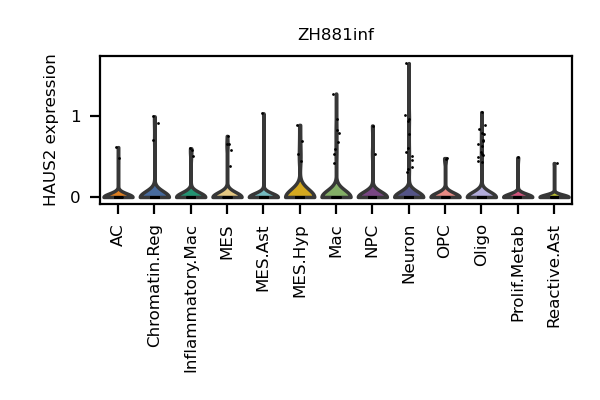 ZH881inf
HAUS2 expression
1
0
AC
Chromatin.Reg
Inflammatory.Mac
MES
MES.Ast
MES.Hyp
Mac
NPC
Neuron
OPC
Oligo
Prolif.Metab
Reactive.Ast